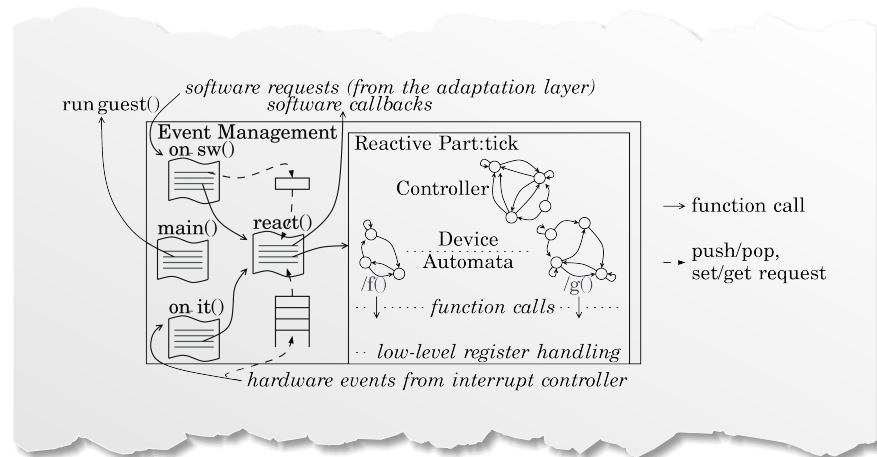 software requests (from the adaptation layer)
run guest()
software callbacks
Event Management
on sw()
Reactive Part:tick
Controller
function call
main()
react()
Device
Automata
push/pop,
set/get request
/f()
/g()
on it()
function calls
low-level register handling
hardware events from interrupt controller